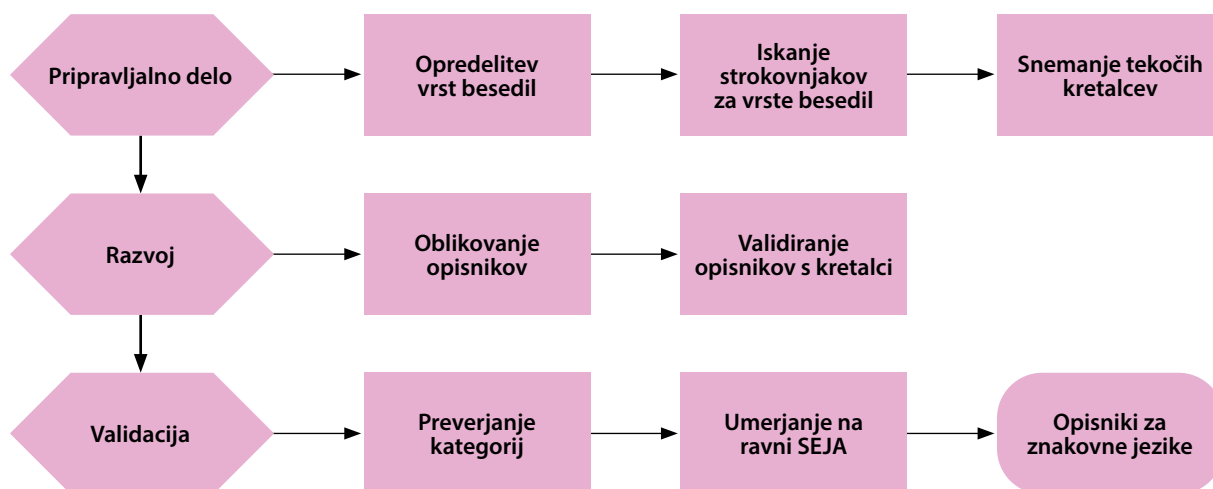 Pripravljalno delo
Opredelitev
vrst besedil
Iskanje
strokovnjakov
za vrste besedil
Snemanje tekočih
kretalcev
Razvoj
Oblikovanje
opisnikov
Validiranje
opisnikov s kretalci
Validacija
Preverjanje
kategorij
Umerjanje na
ravni SEJA
Opisniki za
znakovne jezike